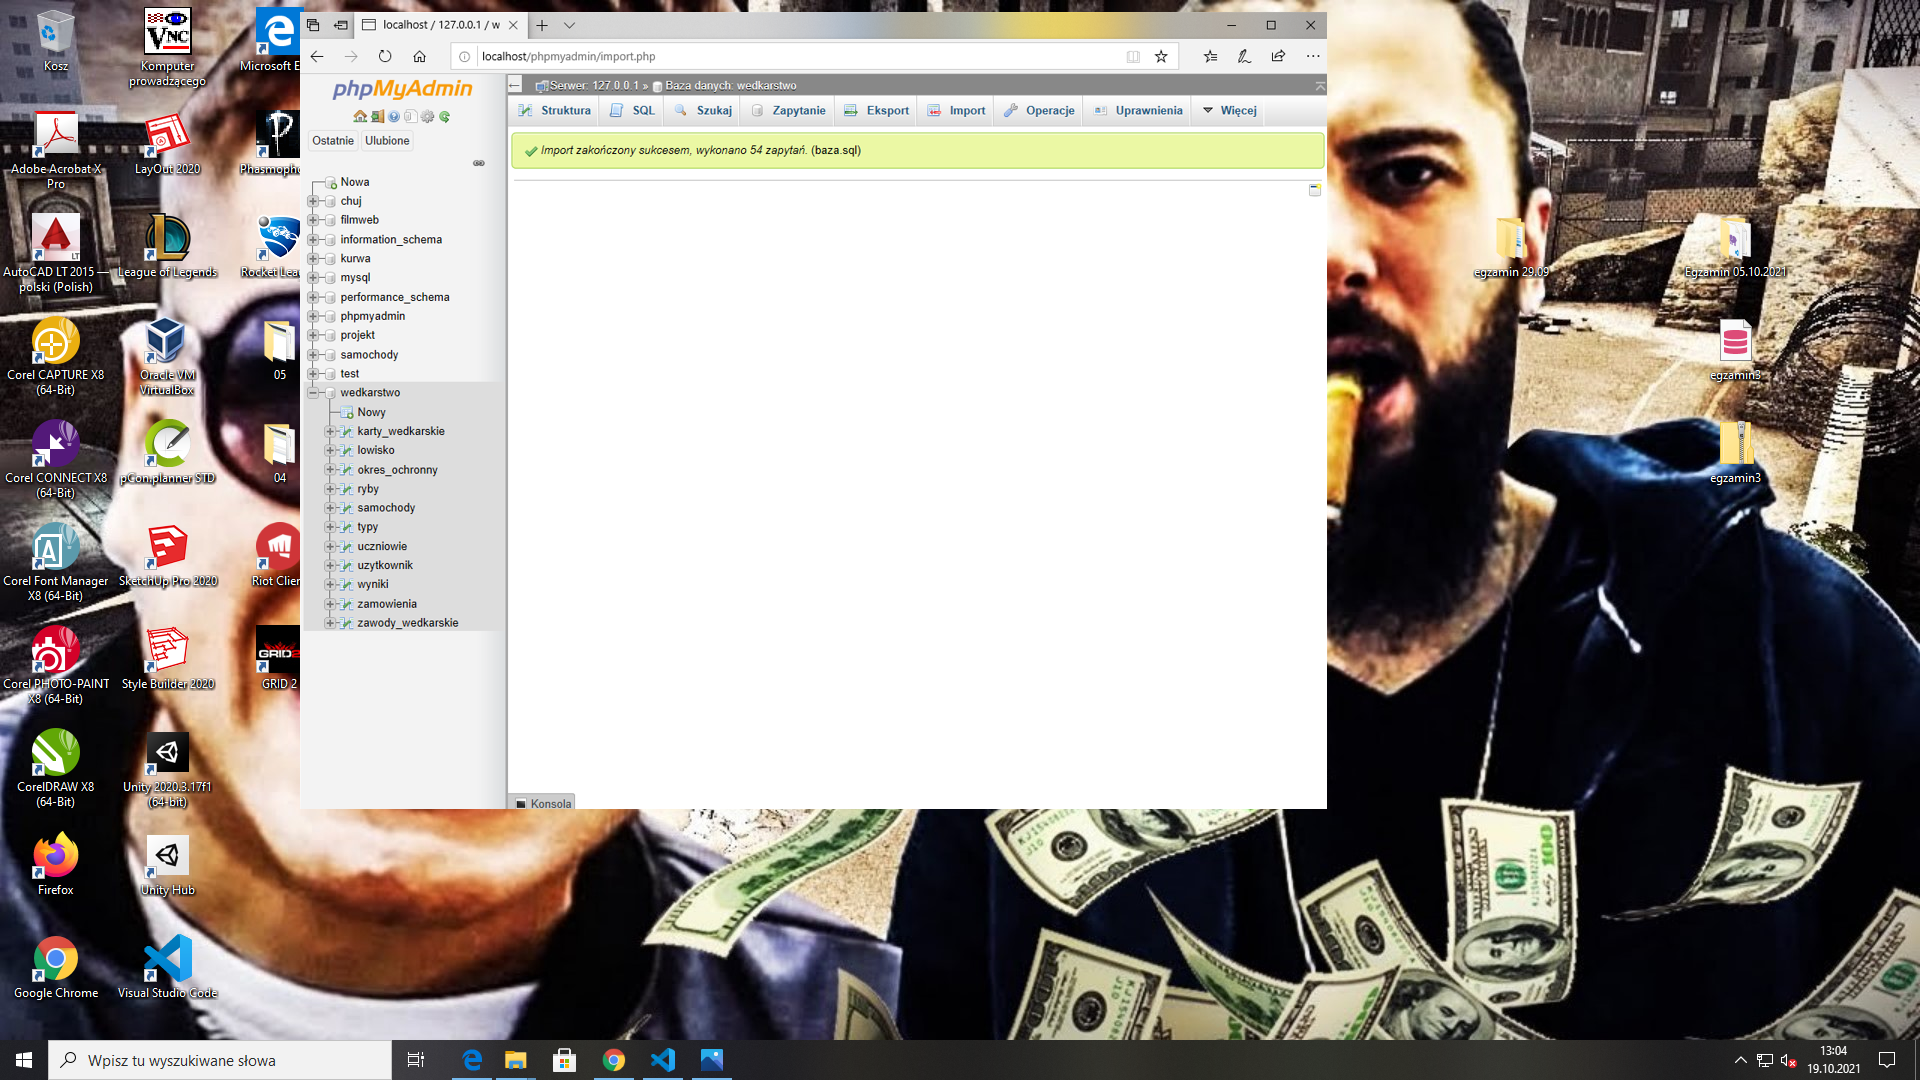 Kosz
Komputer
prowadzącego
Microsoft E
Adobe Acrobat X
Pro
LayOut 2020
Phasmopho
AutoCAD LT 2015 —
polski (Polish)
League of Legends
Rocket Lea
Corel CAPTURE X8
(64-Bit)
Oracle VM
VirtualBox
05
Corel CONNECT X8
(64-Bit)
pCon.planner STD
04
Corel Font Manager
X8 (64-Bit)
SketchUp Pro 2020
Riot Clien
Corel PHOTO-PAINT
X8 (64-Bit)
Style Builder 2020
GRID 2
CorelDRAW X8
(64-Bit)
Unity 2020.3.17f1
(64-bit)
Firefox
Unity Hub
Google Chrome
Visual Studio Code
localhost / 127.0.0.1 / w
localhost/phpmyadmin/import.php
phpMyAdmin
Ostatnie
Ulubione
Nowa
chuj
filmweb
information_schema
kurwa
mysql
performance_schema
phpmyadmin
projekt
samochody
test
wedkarstwo
Nowy
karty_wedkarskie
lowisko
okres_ochronny
ryby
samochody
typy
uczniowie
uzytkownik
wyniki
zamowienia
zawody_wedkarskie
Serwer: 127.0.0.1 » Baza danych: wedkarstwo
Struktura SQL Szukaj Zapytanie Eksport Import Operacje Uprawnienia Więcej
Import zakończony sukcesem, wykonano 54 zapytań. (baza.sql)
Konsola
egzamin 29.09
Egzamin 05.10.2021
egzamin3
egzamin3
Wpisz tu wyszukiwane słowa
13:04
19.10.2021